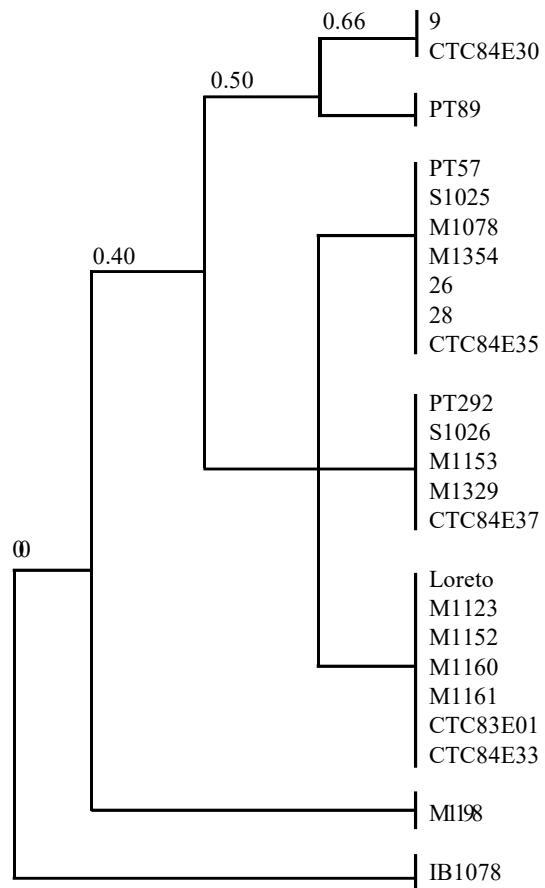 0.66
9
CTC84E30
0.50
PT89
PT57
S1025
M1078
0.40
M1354
26
28
CTC84E35
PT292
S1026
M1153
M1329
CTC84E37
00
Loreto
M1123
M1152
M1160
M1161
CTC83E01
CTC84E33
M1198
IB1078